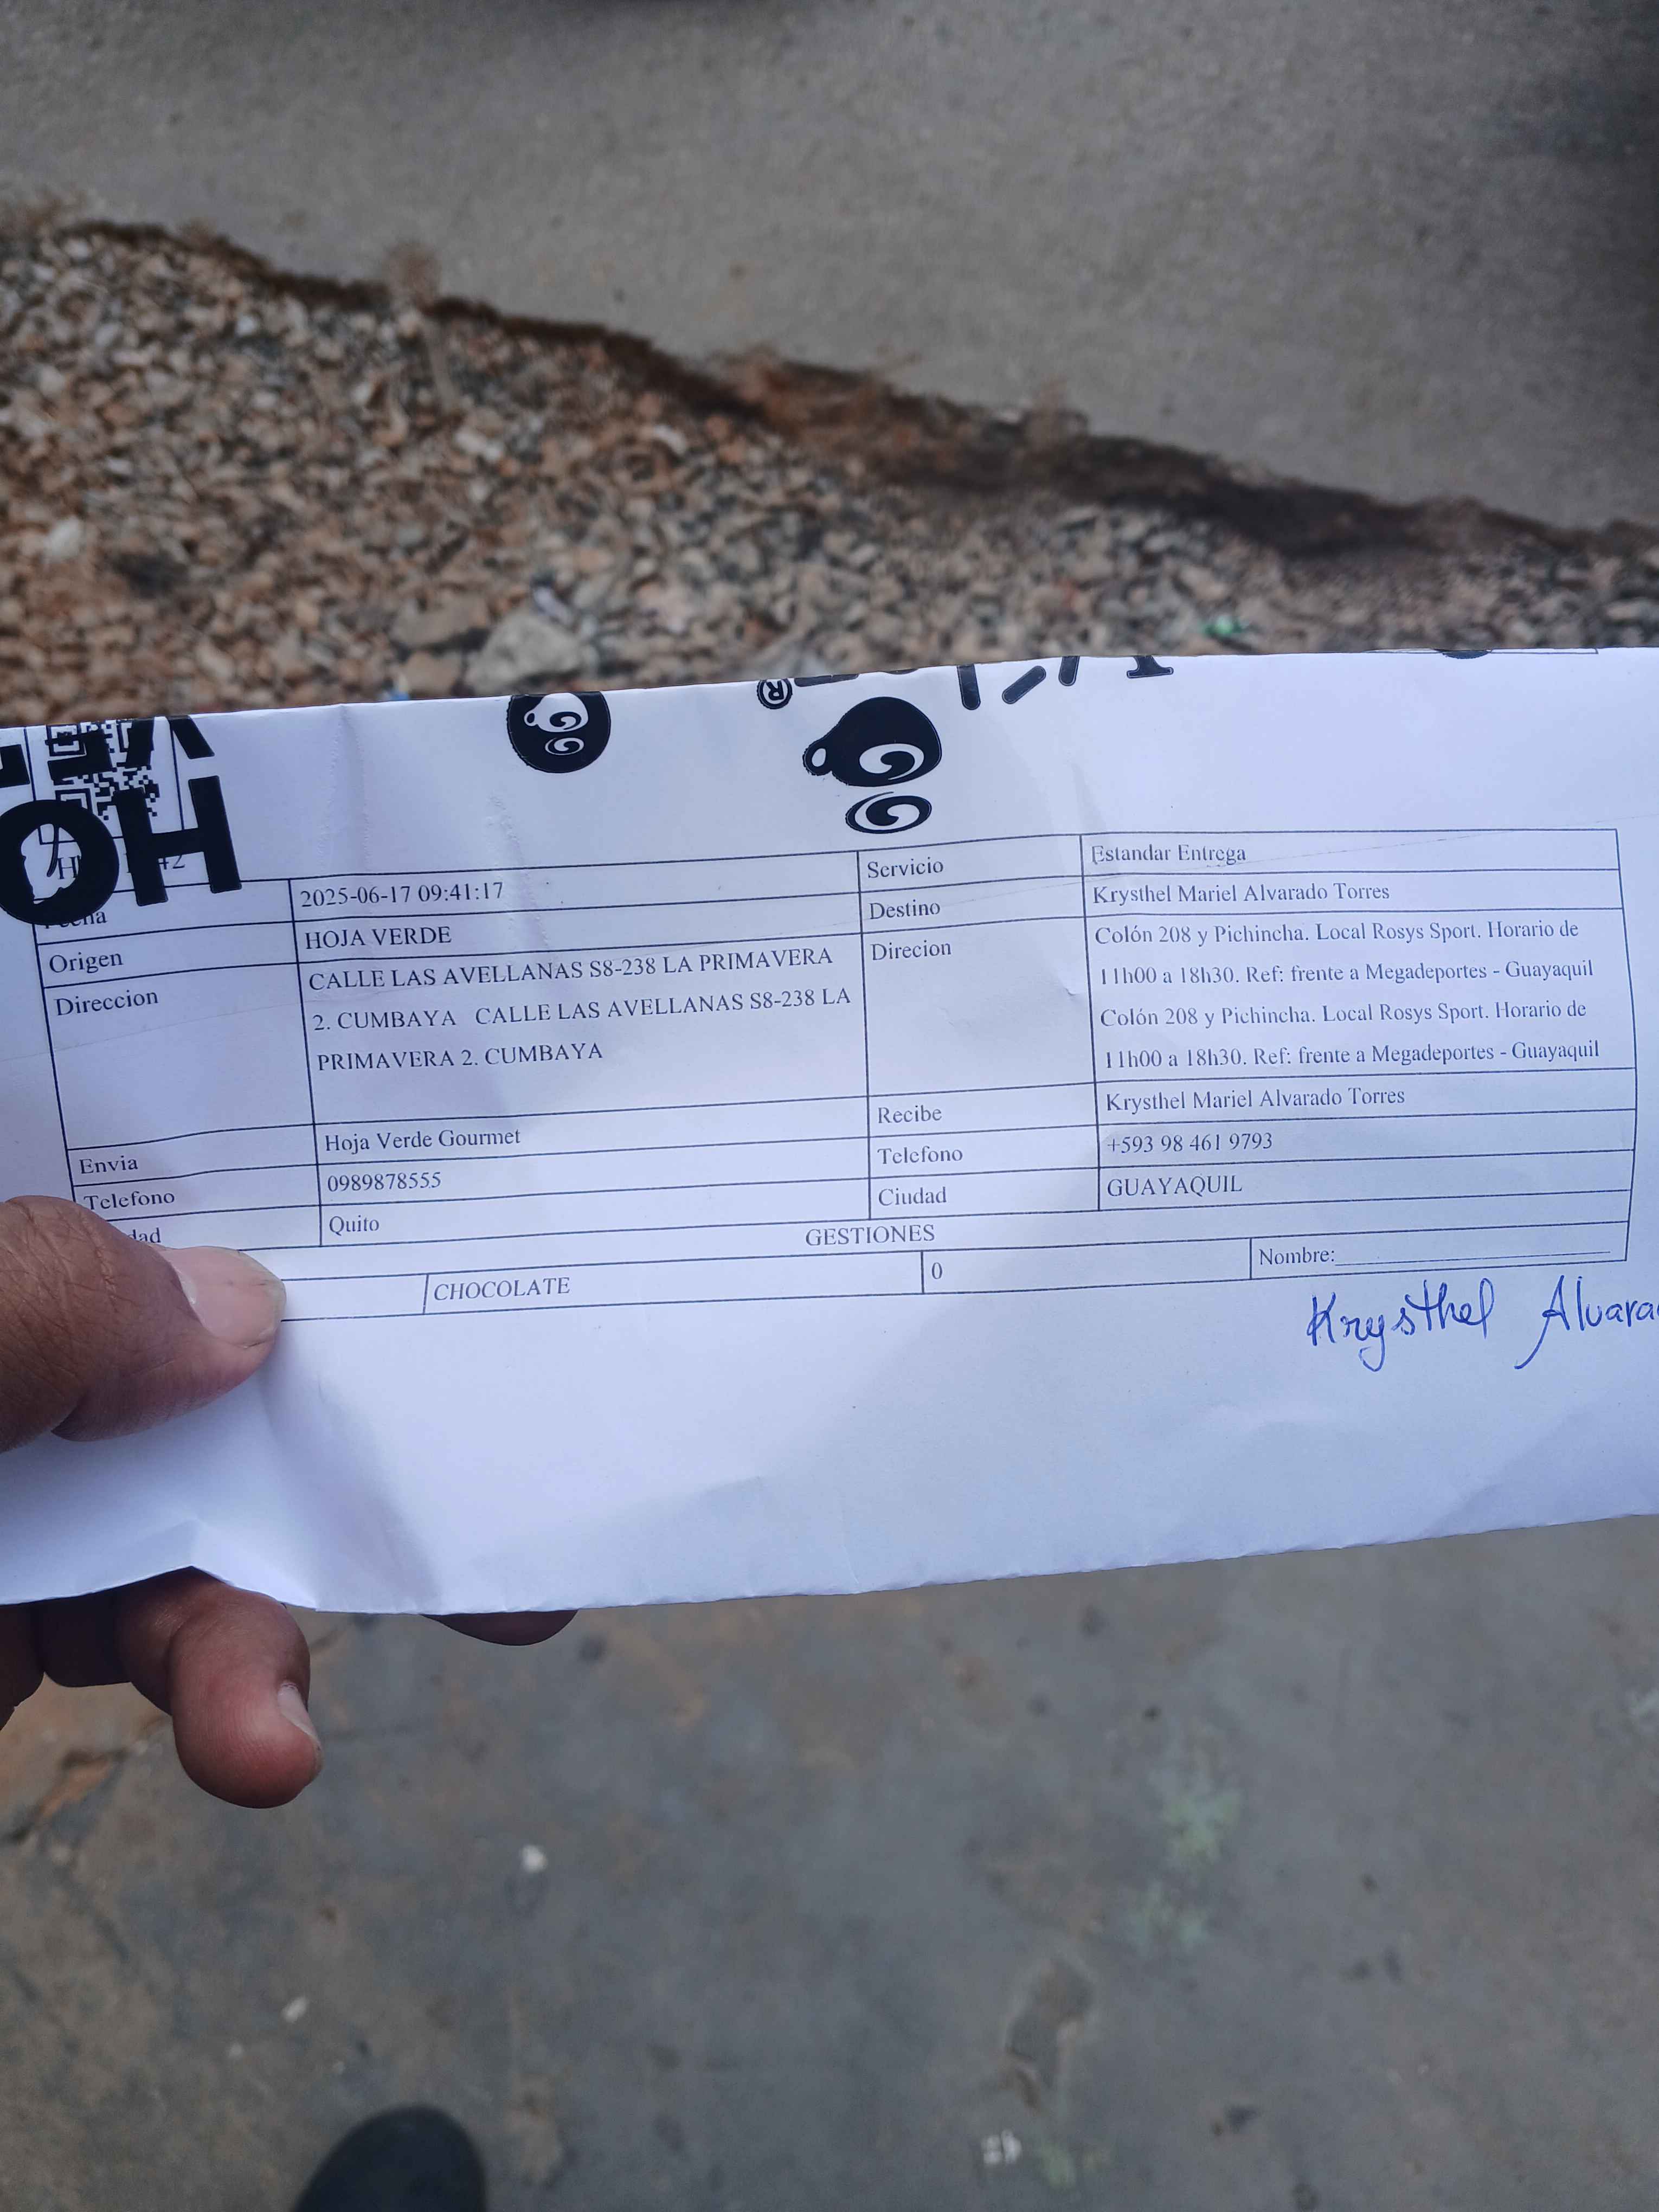 ®
HO
2025-06-17 09:41:17
Servicio
Estandar Entrega
Origen
HOJA VERDE
Destino
Krysthel Mariel Alvarado Torres
Direccion
CALLE LAS AVELLANAS S8-238 LA PRIMAVERA
2. CUMBAYA CALLE LAS AVELLANAS S8-238 LA
PRIMAVERA 2. CUMBAYA
Direcion
Colón 208 y Pichincha. Local Rosys Sport. Horario de
11h00 a 18h30. Ref: frente a Megadeportes - Guayaquil
Colón 208 y Pichincha. Local Rosys Sport. Horario de
11h00 a 18h30. Ref: frente a Megadeportes - Guayaquil
Envia
Hoja Verde Gourmet
Recibe
Krysthel Mariel Alvarado Torres
Telefono
0989878555
Telefono
+593 98 461 9793
Quito
Ciudad
GUAYAQUIL
GESTIONES
CHOCOLATE
0
Nombre:
Krysthel